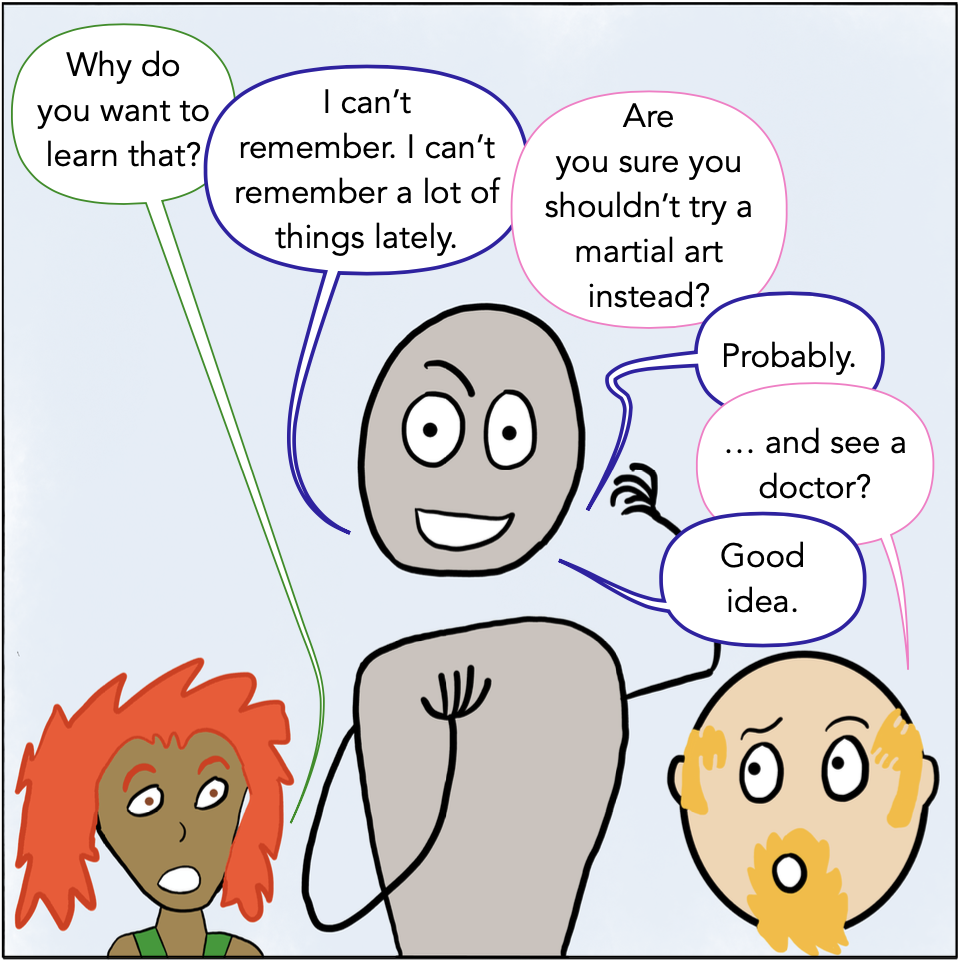 Why do
you want to
learn that?
I can’t
remember. I can’t
remember a lot of
things lately.
Are
you sure you
shouldn’t try a
martial art
instead?
Probably.
... and see a
doctor?
Good
idea.